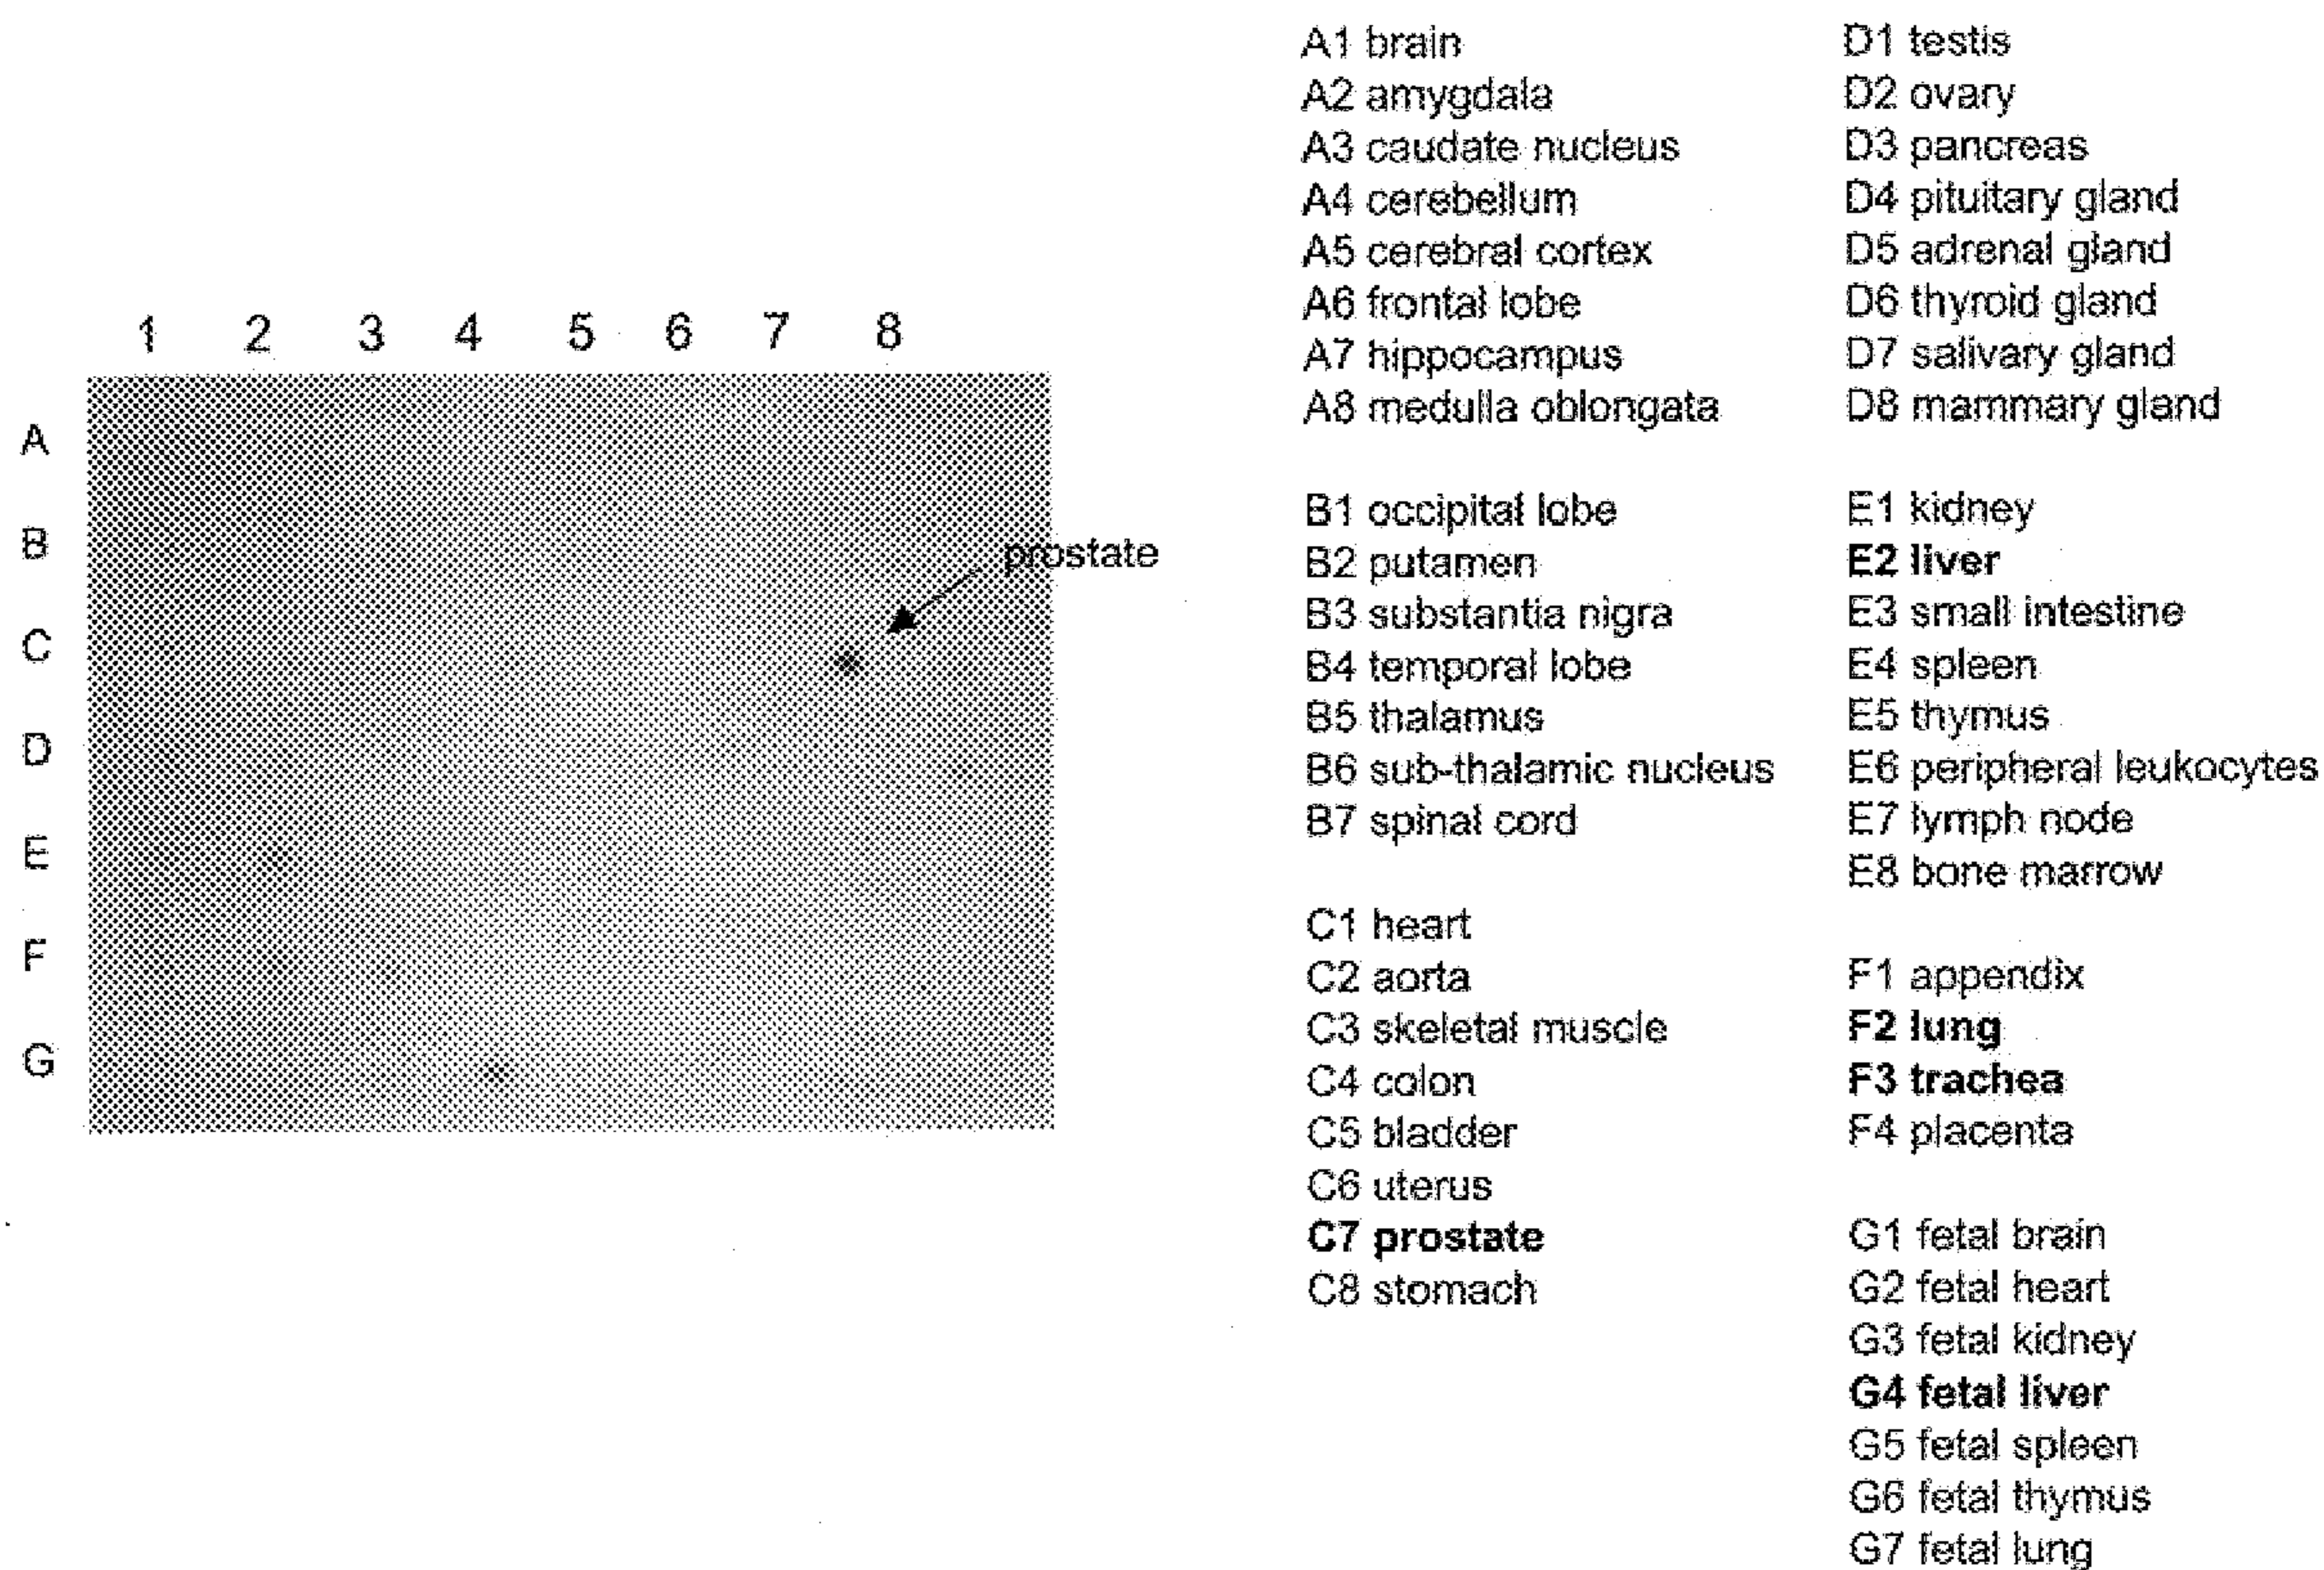 1 2 3 4 5 6 7 8
A
B
C
D
E
F
G
prostate
A1 brain
A2 amygdala
A3 caudate nucleus
A4 cerebellum
A5 cerebral cortex
A6 frontal lobe
A7 hippocampus
A8 medulla oblongata
B1 occipital lobe
B2 putamen
B3 substantia nigra
B4 temporal lobe
B5 thalamus
B6 sub-thalamic nucleus
B7 spinal cord
C1 heart
C2 aorta
C3 skeletal muscle
C4 colon
C5 bladder
C6 uterus
C7 prostate
C8 stomach
D1 testis
D2 ovary
D3 pancreas
D4 pituitary gland
D5 adrenal gland
D6 thyroid gland
D7 salivary gland
D8 mammary gland
E1 kidney
E2 liver
E3 small intestine
E4 spleen
E5 thymus
E6 peripheral leukocytes
E7 lymph node
E8 bone marrow
F1 appendix
F2 lung
F3 trachea
F4 placenta
G1 fetal brain
G2 fetal heart
G3 fetal kidney
G4 fetal liver
G5 fetal spleen
G6 fetal thymus
G7 fetal lung